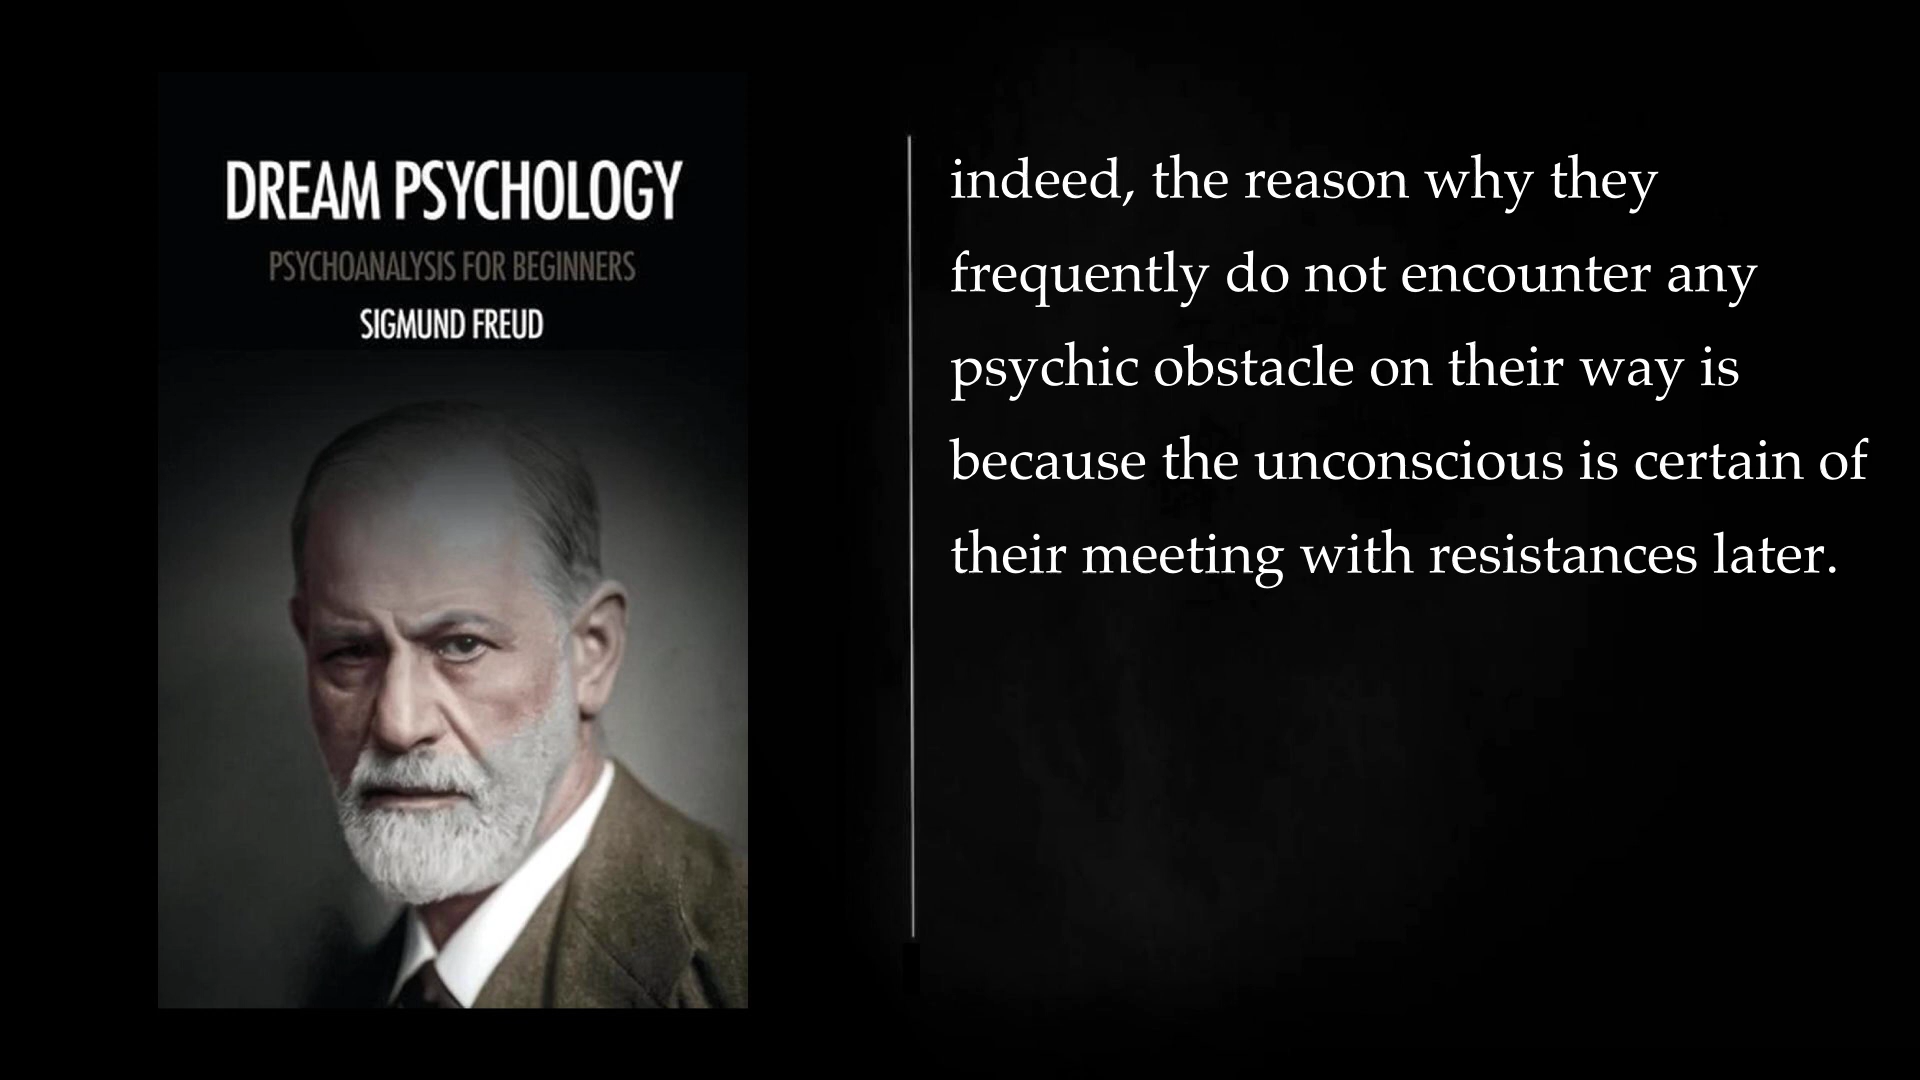 DREAM PSYCHOLOGY
PSYCHOANALYSIS FOR BEGINNERS
SIGMUND FREUD
indeed, the reason why they
frequently do not encounter any
psychic obstacle on their way is
because the unconscious is certain of
their meeting with resistances later.